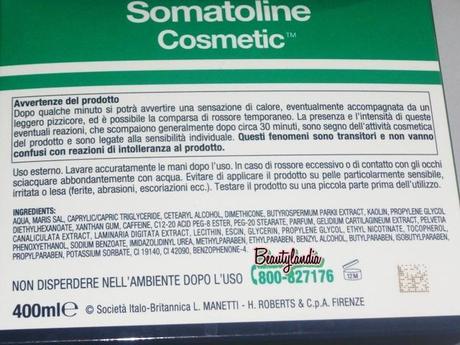 Somatoline
Cosmetic™
Avvertenze del prodotto
Dopo qualche minuto si potrà avvertire una sensazione di calore, eventualmente accompagnata da un
leggero pizzicore, ed è possibile la comparsa di rossore temporaneo. La presenza e l'intensità di queste
eventuali reazioni, che scompaiono generalmente dopo circa 30 minuti, sono segno dell'attività cosmetica
del prodotto e sono legate alla sensibilità individuale. Questi fenomeni sono transitori e non vanno
confusi con reazioni di intolleranza al prodotto.
Uso esterno. Lavare accuratamente le mani dopo l'uso. In caso di rossore eccessivo o di contatto con gli occhi
sciacquare abbondantemente con acqua. Evitare di applicare il prodotto su pelle particolarmente sensibile,
irritata o lesa (ferite, abrasioni, escoriazioni ecc.). Testare il prodotto su una piccola parte prima dell'utilizzo.
INGREDIENTS:
AQUA, MARIS SAL, CAPRYLIC/CAPRIC TRIGLYCERIDE, CETEARYL ALCOHOL, DIMETHICONE, BUTYROSPERMUM PARKII EXTRACT, KAOLIN, PROPYLENE GLYCOL
DIETHYLHEXANOATE, XANTHAN GUM, CAFFEINE, C12-20 ACID PEG-8 ESTER, PEG-20 STEARATE, PARFUM, GELIDIUM CARTILAGINEUM EXTRACT, PELVETIA
CANALICULATA EXTRACT, LAMINARIA DIGITATA EXTRACT, LECITHIN, ESCIN, GLYCERIN, PROPYLENE GLYCOL, ETHYL NICOTINATE, TOCOPHEROL,
PHENOXYETHANOL, SODIUM BENZOATE, IMIDAZOLIDINYL UREA, METHYLPARABEN, ETHYLPARABEN, BENZYL ALCOHOL, BUTYLPARABEN, ISOBUTYLPARABEN,
PROPYLPARABEN, POTASSIUM SORBATE, CI 19140, CI 42090, BENZOPHENONE-4.
Beautylandia
NON DISPERDERE NELL'AMBIENTE DOPO L'USO
800-827176
12M
400ml e
© Società Italo-Britannica L. MANETTI - H. ROBERTS & C.p.A. FIRENZE